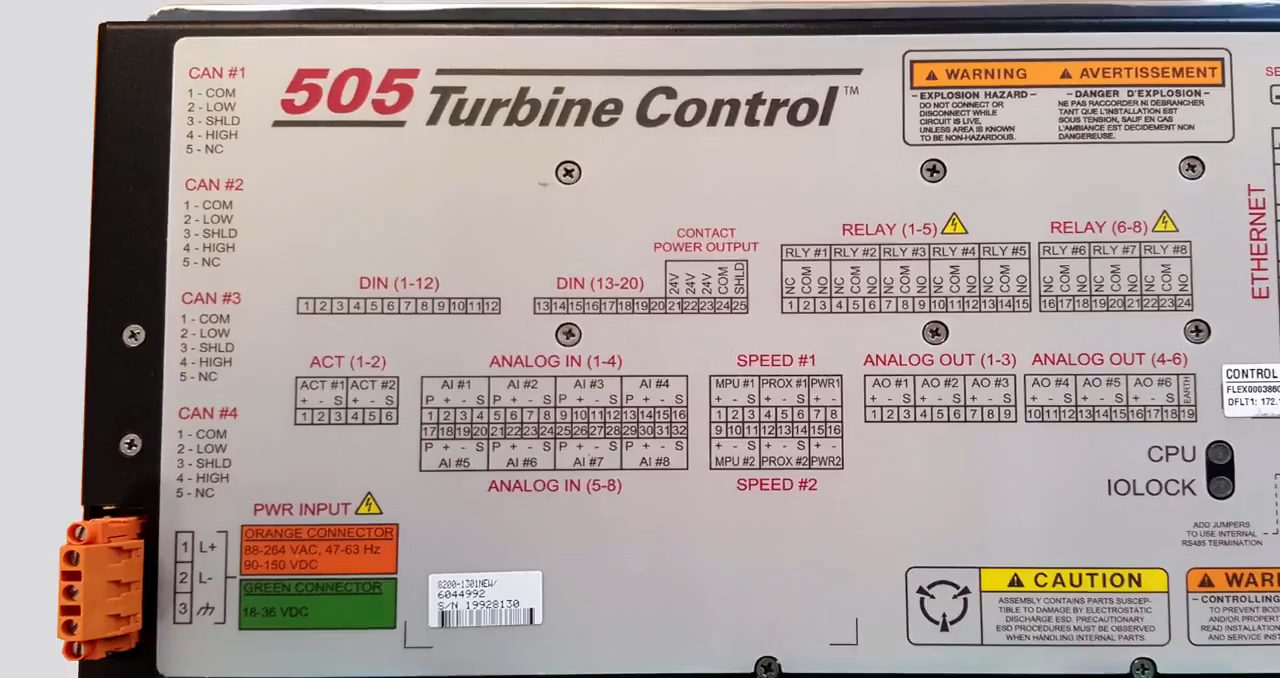 CAN #1
1 - COM
2 - LOW
3 - SHLD
4 - HIGH
5 - NC
CAN #2
1 - COM
2 - LOW
3 - SHLD
4 - HIGH
5 - NC
CAN #3
1 - COM
2 - LOW
3 - SHLD
4 - HIGH
5 - NC
CAN #4
1 - COM
2 - LOW
3 - SHLD
4 - HIGH
5 - NC
505 Turbine Control™
WARNING AVERTISSEMENT
- EXPLOSION HAZARD -
DO NOT CONNECT OR
DISCONNECT WHILE
CIRCUIT IS LIVE,
UNLESS AREA IS KNOWN
TO BE NON-HAZARDOUS.
- DANGER D'EXPLOSION -
NE PAS RACCORDER NI DEBRANCHER
TANT QUE L'INSTALLATION EST
SOUS TENSION, SAUF EN CAS
L'AMBIANCE EST DECIDEMENT NON
DANGEREUSE.
DIN (1-12)
1 2 3 4 5 6 7 8 9 10 11 12
DIN (13-20)
13 14 15 16 17 18 19 20 21 22 23 24 25
CONTACT
POWER OUTPUT
24V 24V 24V COM SHLD
RELAY (1-5)
RLY #1 RLY #2 RLY #3 RLY #4 RLY #5
NC COM NO NC COM NO NC COM NO NC COM NO NC COM NO
1 2 3 4 5 6 7 8 9 10 11 12 13 14 15
RELAY (6-8)
RLY #6 RLY #7 RLY #8
NC COM NO NC COM NO NC COM NO
16 17 18 19 20 21 22 23 24
ETHERNET
ACT (1-2)
ACT #1 ACT #2
+ - S + - S
1 2 3 4 5 6
ANALOG IN (1-4)
AI #1 AI #2 AI #3 AI #4
P + - S P + - S P + - S P + - S
1 2 3 4 5 6 7 8 9 10 11 12 13 14 15 16
17 18 19 20 21 22 23 24 25 26 27 28 29 30 31 32
P + - S P + - S P + - S P + - S
AI #5 AI #6 AI #7 AI #8
ANALOG IN (5-8)
SPEED #1
MPU #1 PROX #1 PWR1
+ - S + - S + -
1 2 3 4 5 6 7 8
9 10 11 12 13 14 15 16
+ - S + - S + -
MPU #2 PROX #2 PWR2
SPEED #2
ANALOG OUT (1-3)
AO #1 AO #2 AO #3
+ - S + - S + - S
1 2 3 4 5 6 7 8 9
ANALOG OUT (4-6)
AO #4 AO #5 AO #6 EARTH
+ - S + - S + - S
10 11 12 13 14 15 16 17 18 19
CONTROL
CPU
IOLOCK
ADD JUMPERS
TO USE INTERNAL
RS485 TERMINATION
PWR INPUT
1 L+
2 L-
3
ORANGE CONNECTOR
88-264 VAC, 47-63 Hz
90-150 VDC
GREEN CONNECTOR
18-36 VDC
8200-1301NEW/
6044992
S/N 19928130
CAUTION
ASSEMBLY CONTAINS PARTS SUSCEP-
TIBLE TO DAMAGE BY ELECTROSTATIC
DISCHARGE ESD. PRECAUTIONARY
ESD PROCEDURES MUST BE OBSERVED
WHEN HANDLING INTERNAL PARTS.
- CONTROLLING
TO PREVENT
AND/OR
READ
AND SERVICE